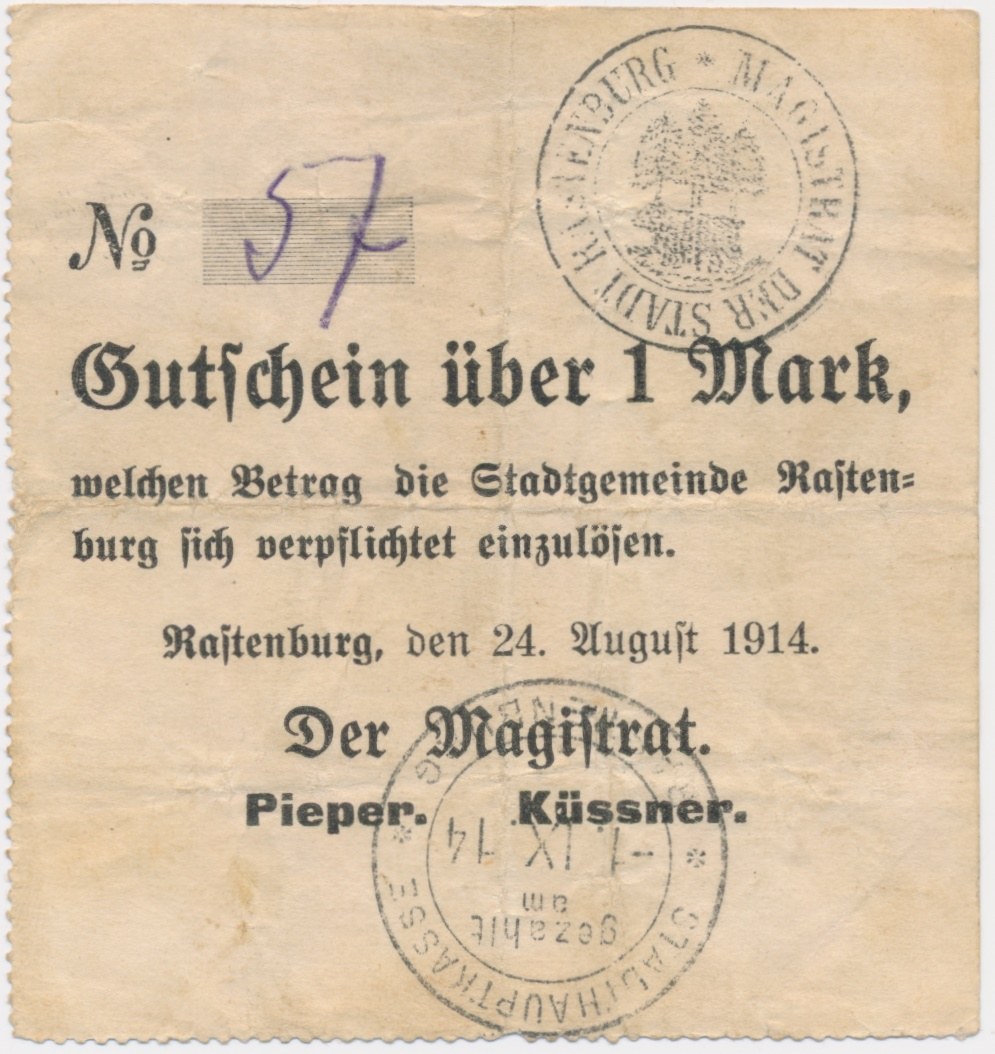 MAGISTRAT DER STADT RASTENBURG *
No 57
Gutſchein über 1 Mark,
welchen Betrag die Stadtgemeinde Raſten=
burg ſich verpflichtet einzulöſen.
Raſtenburg, den 24. Auguſt 1914.
Der Magiſtrat.
Pieper. Küssner.
* STADTHAUPTKASSE *
gezahlt
am
-1. IX 14